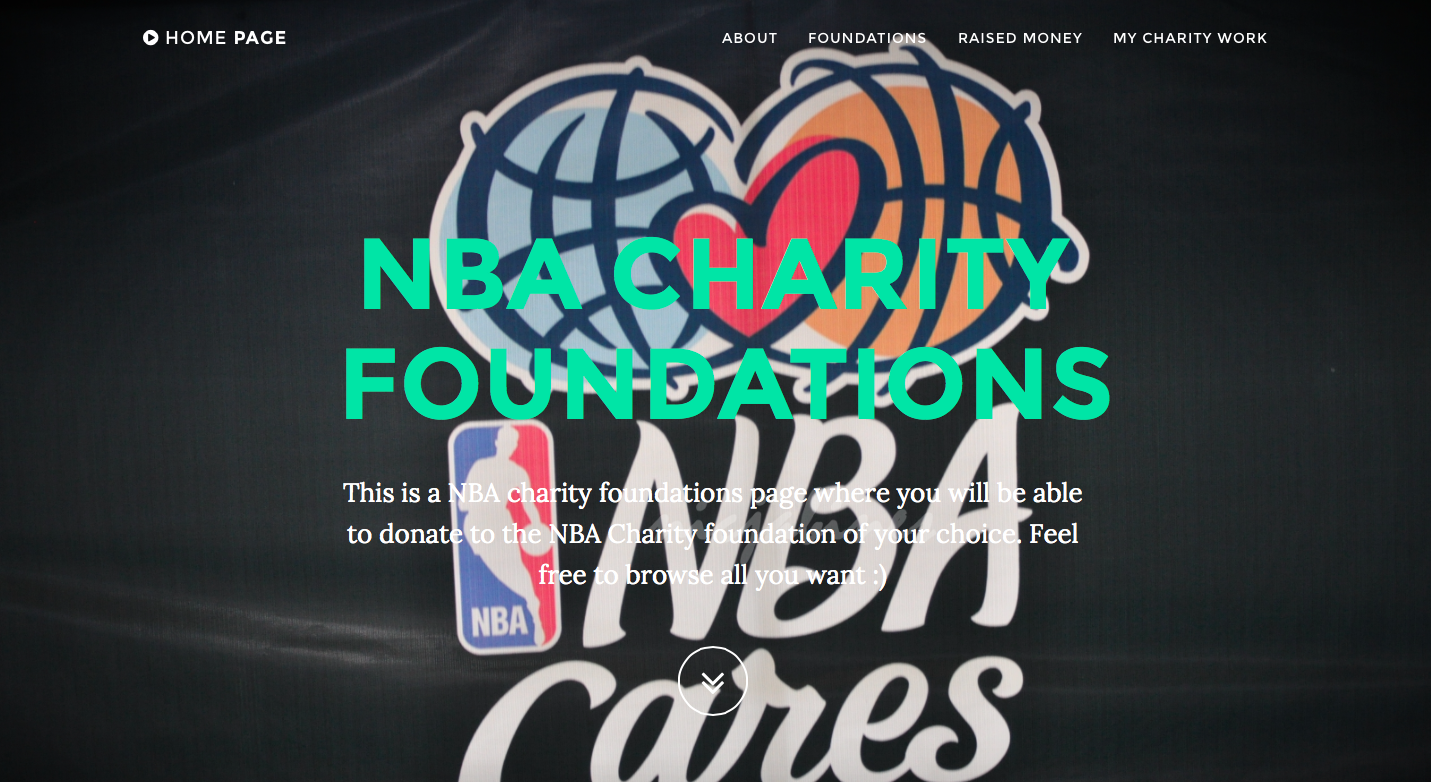 HOME PAGE
ABOUT FOUNDATIONS RAISED MONEY MY CHARITY WORK
NBA CHARITY
FOUNDATIONS
NBA
NBA
This is a NBA charity foundations page where you will be able
to donate to the NBA Charity foundation of your choice. Feel
free to browse all you want :)
Cares